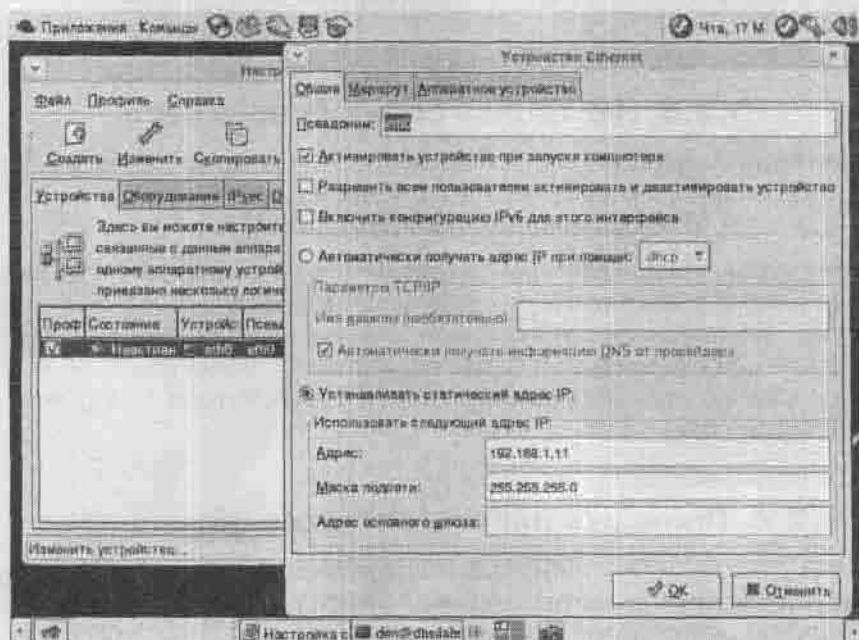 Приложения Команды Чтв, 17 М
Устройство Ethernet
Файл Профиль Справка
Создать Изменить Скопировать
Устройства Оборудование IPsec
Здесь вы можете настроить
связанные с данным аппара
одному аппаратному устрой
привязано несколько логиче
Проф Состояние Устройс Псевд
Неактивн eth0 eth0
Изменить устройство...
Общие Маршрут Аппаратное устройство
Псевдоним: eth0
Активировать устройство при запуске компьютера
Разрешить всем пользователям активировать и деактивировать устройство
Включить конфигурацию IPv6 для этого интерфейса
Автоматически получать адрес IP при помощи: dhcp
Параметры TCP/IP
Имя машины (необязательно)
Автоматически получать информацию DNS от провайдера
Устанавливать статический адрес IP:
Использовать следующий адрес IP:
Адрес: 192.168.1.11
Маска подсети: 255.255.255.0
Адрес основного шлюза:
OK Отменить
Настройка с